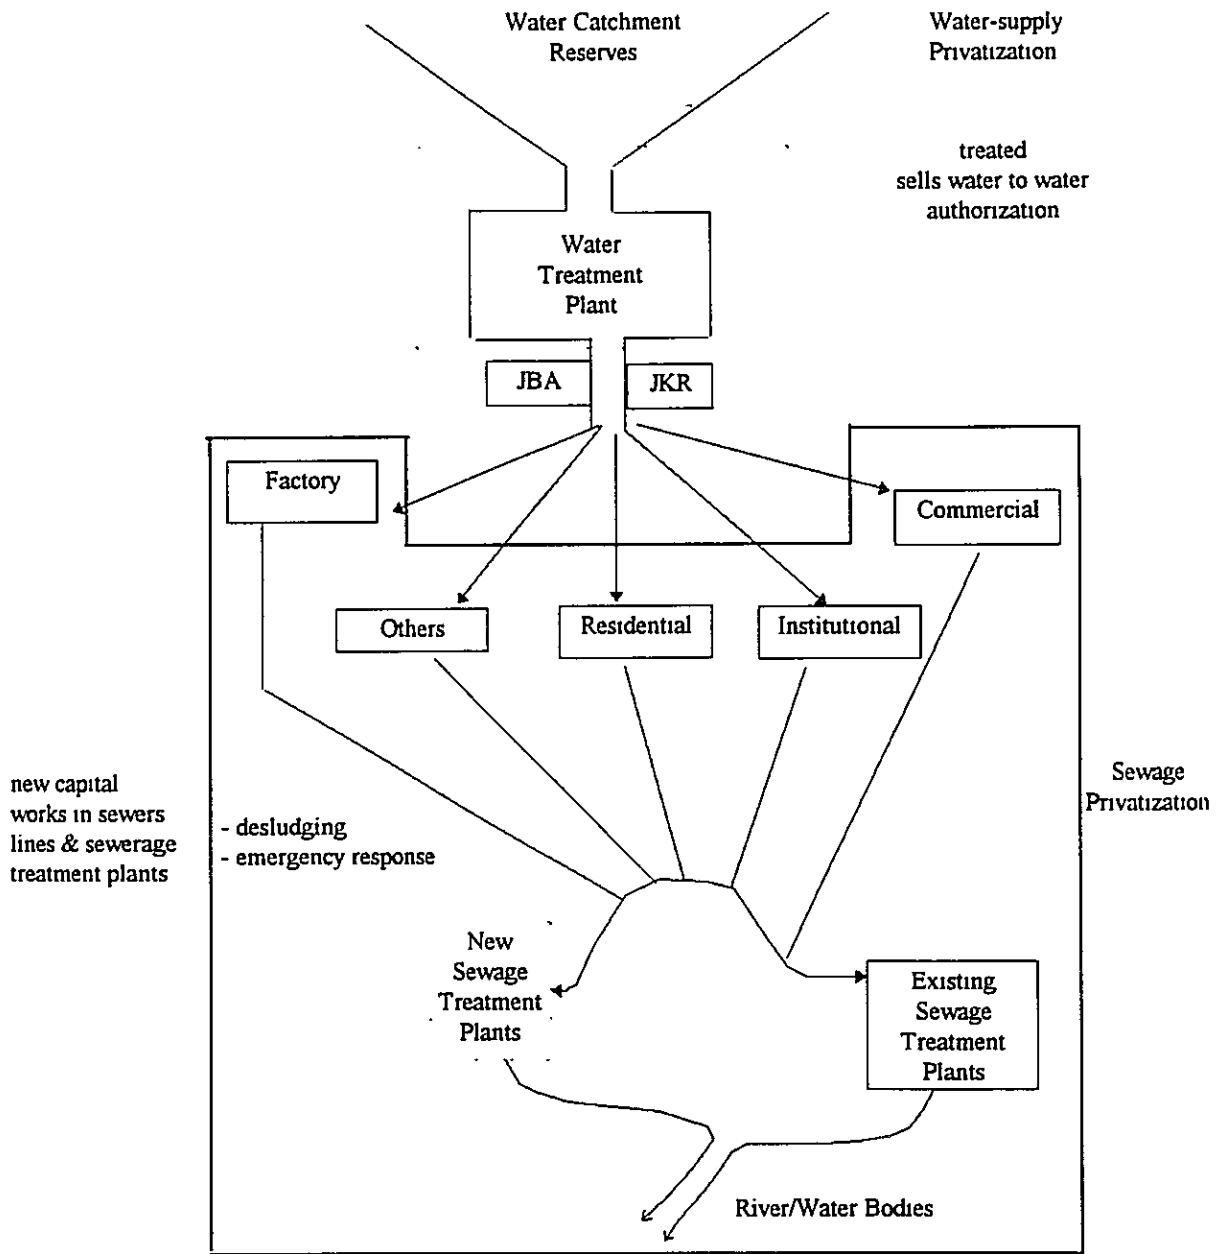 Water Catchment
Reserves
Water-supply
Privatization
treated
sells water to water
authorization
Water
Treatment
Plant
JBA
JKR
Factory
Commercial
Others
Residential
Institutional
new capital
works in sewers
lines & sewerage
treatment plants
- desludging
- emergency response
Sewage
Privatization
New
Sewage
Treatment
Plants
Existing
Sewage
Treatment
Plants
River/Water Bodies